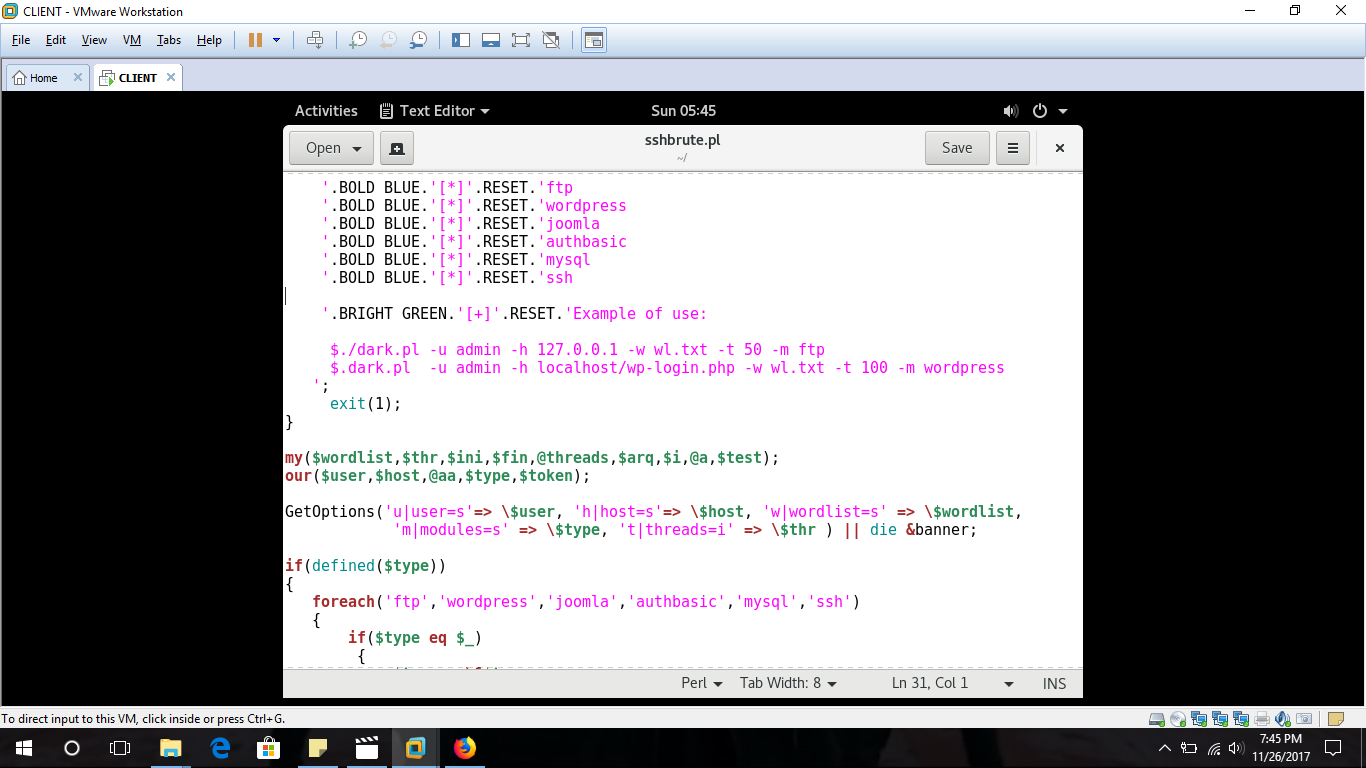 CLIENT - VMware Workstation
File Edit View VM Tabs Help
Home CLIENT
Activities Text Editor Sun 05:45
Open sshbrute.pl Save
~/
'.BOLD BLUE.'[*]'.RESET.'ftp
'.BOLD BLUE.'[*]'.RESET.'wordpress
'.BOLD BLUE.'[*]'.RESET.'joomla
'.BOLD BLUE.'[*]'.RESET.'authbasic
'.BOLD BLUE.'[*]'.RESET.'mysql
'.BOLD BLUE.'[*]'.RESET.'ssh
'.BRIGHT GREEN.'[+]'.RESET.'Example of use:
$./dark.pl -u admin -h 127.0.0.1 -w wl.txt -t 50 -m ftp
$.dark.pl  -u admin -h localhost/wp-login.php -w wl.txt -t 100 -m wordpress
';
exit(1);
}
my($wordlist,$thr,$ini,$fin,@threads,$arq,$i,@a,$test);
our($user,$host,@aa,$type,$token);
GetOptions('u|user=s'=> \$user, 'h|host=s'=> \$host, 'w|wordlist=s' => \$wordlist,
'm|modules=s' => \$type, 't|threads=i' => \$thr ) || die &banner;
if(defined($type))
{
foreach('ftp','wordpress','joomla','authbasic','mysql','ssh')
{
if($type eq $_)
{
Perl Tab Width: 8 Ln 31, Col 1 INS
To direct input to this VM, click inside or press Ctrl+G.
7:45 PM
11/26/2017